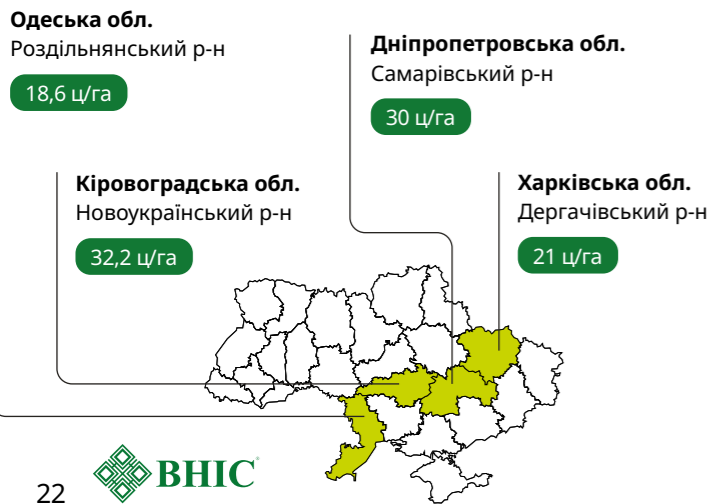 Одеська обл.
Роздільнянський р-н
18,6 ц/га
Дніпропетровська обл.
Самарівський р-н
30 ц/га
Кіровоградська обл.
Новоукраїнський р-н
32,2 ц/га
Харківська обл.
Дергачівський р-н
21 ц/га
22
ВНІС